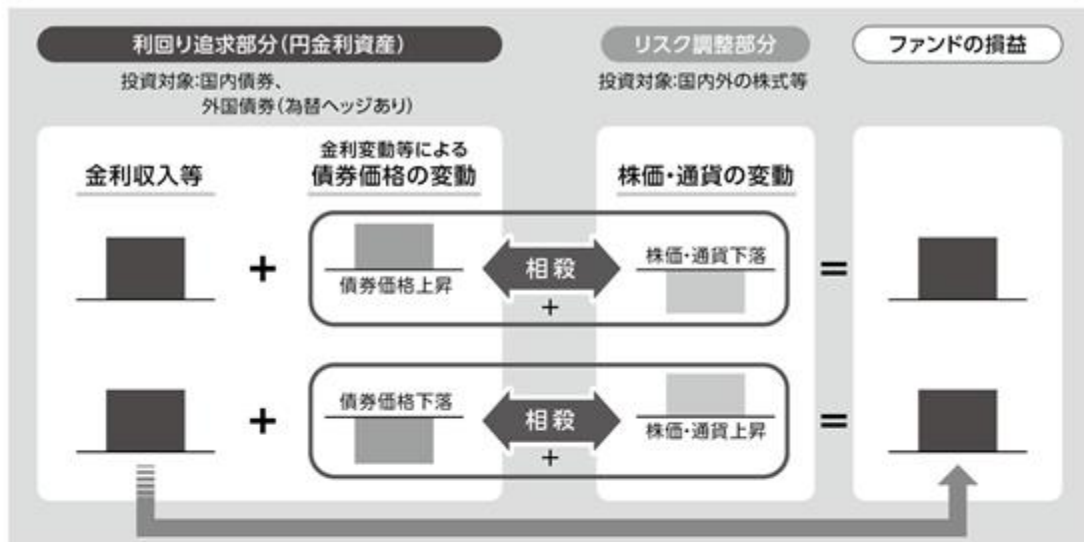 利回り追求部分(円金利資産)
投資対象:国内債券、
外国債券(為替ヘッジあり)
リスク調整部分
投資対象:国内外の株式等
ファンドの損益
金利収入等
金利変動等による
債券価格の変動
株価・通貨の変動
+
債券価格上昇
相殺
+
株価・通貨下落
=
+
債券価格下落
相殺
+
株価・通貨上昇
=